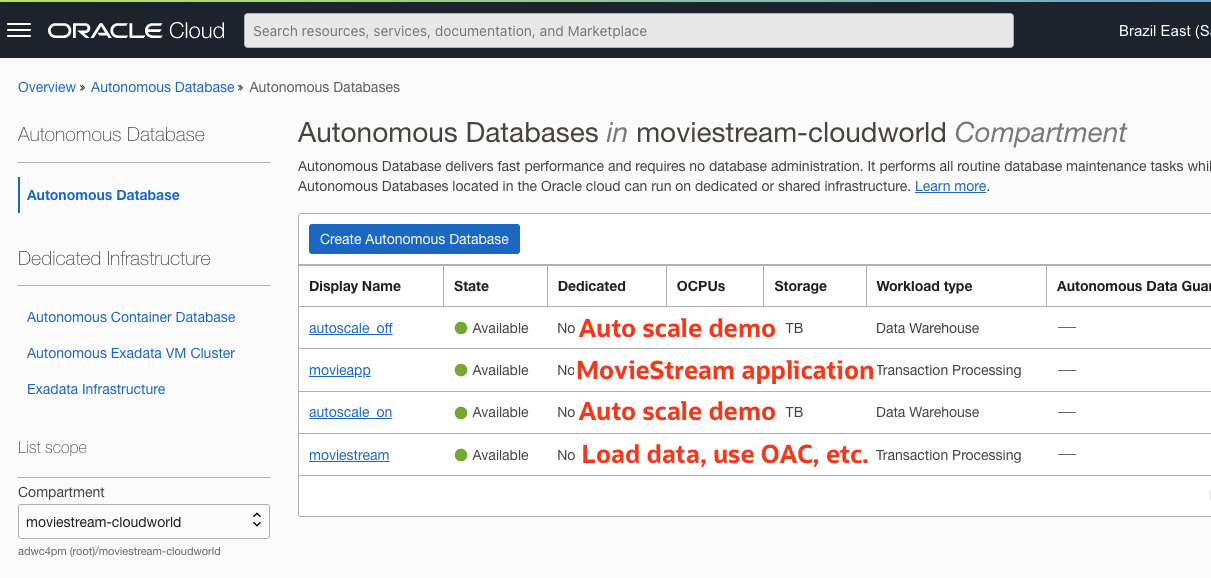 ORACLE Cloud
Search resources, services, documentation, and Marketplace
Brazil East (S
Overview » Autonomous Database » Autonomous Databases
Autonomous Database
Autonomous Database
Dedicated Infrastructure
Autonomous Container Database
Autonomous Exadata VM Cluster
Exadata Infrastructure
List scope
Compartment
moviestream-cloudworld
adwc4pm (root)/moviestream-cloudworld
Autonomous Databases in moviestream-cloudworld Compartment
Autonomous Database delivers fast performance and requires no database administration. It performs all routine database maintenance tasks whil
Autonomous Databases located in the Oracle cloud can run on dedicated or shared infrastructure. Learn more.
Create Autonomous Database
Display Name State Dedicated OCPUs Storage Workload type Autonomous Data Guar
autoscale_off Available No Auto scale demo TB Data Warehouse —
movieapp Available No MovieStream application Transaction Processing —
autoscale_on Available No Auto scale demo TB Data Warehouse —
moviestream Available No Load data, use OAC, etc. Transaction Processing —